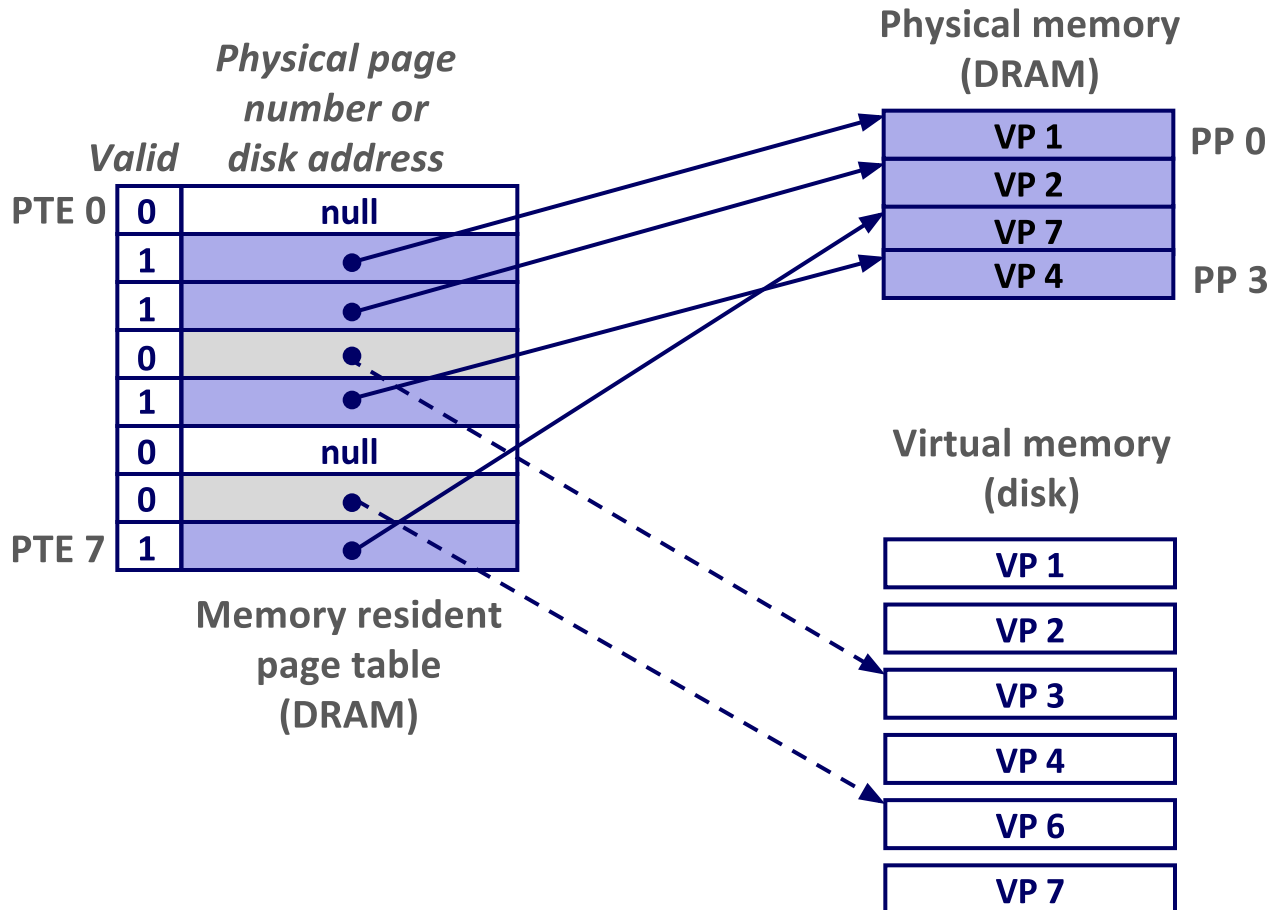 Physical page
number or
disk address
Valid
PTE 0
0
null
1
1
0
1
0
null
0
PTE 7
1
Memory resident
page table
(DRAM)
Physical memory
(DRAM)
VP 1
PP 0
VP 2
VP 7
VP 4
PP 3
Virtual memory
(disk)
VP 1
VP 2
VP 3
VP 4
VP 6
VP 7